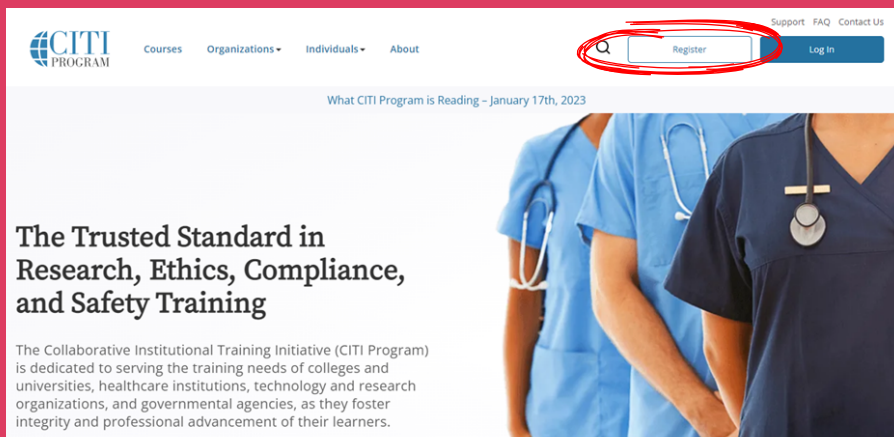 Support FAQ Contact Us
CITI
PROGRAM
Courses Organizations Individuals About
Register Log In
What CITI Program is Reading – January 17th, 2023
The Trusted Standard in
Research, Ethics, Compliance,
and Safety Training
The Collaborative Institutional Training Initiative (CITI Program)
is dedicated to serving the training needs of colleges and
universities, healthcare institutions, technology and research
organizations, and governmental agencies, as they foster
integrity and professional advancement of their learners.